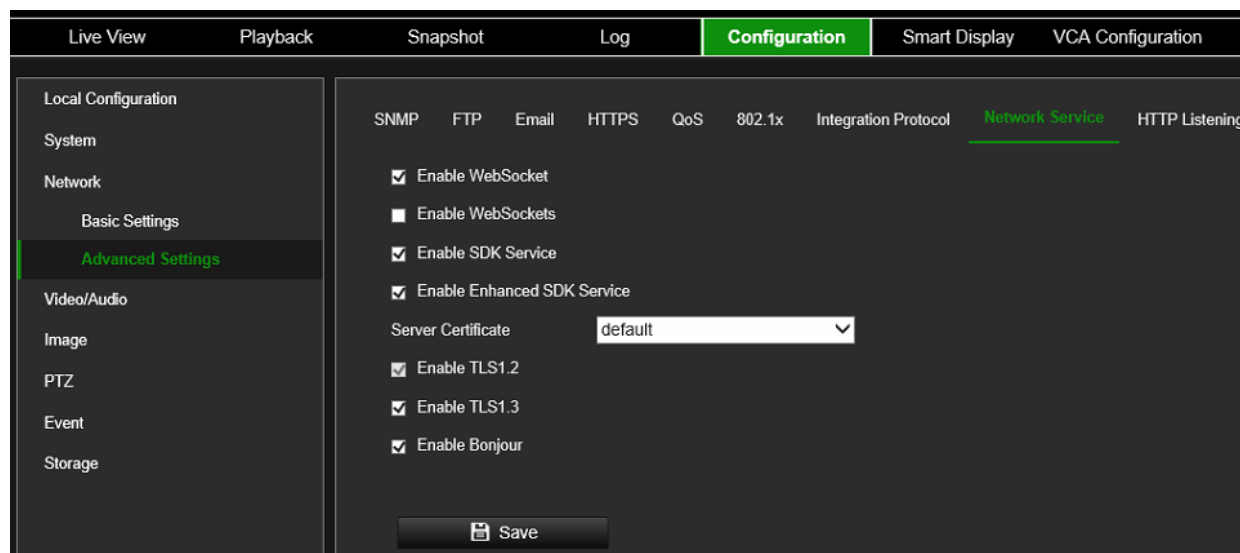 Live View Playback Snapshot Log Configuration Smart Display VCA Configuration
Local Configuration
System
Network
Basic Settings
Advanced Settings
Video/Audio
Image
PTZ
Event
Storage
SNMP FTP Email HTTPS QoS 802.1x Integration Protocol Network Service HTTP Listening
Enable WebSocket
Enable WebSockets
Enable SDK Service
Enable Enhanced SDK Service
Server Certificate default
Enable TLS1.2
Enable TLS1.3
Enable Bonjour
Save